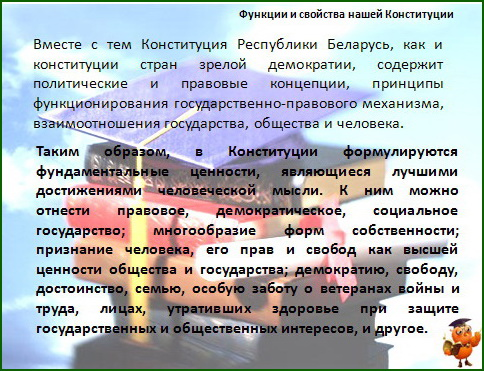 Функции и свойства нашей Конституции
Вместе с тем Конституция Республики Беларусь, как и
конституции стран зрелой демократии, содержит
политические и правовые концепции, принципы
функционирования государственно-правового механизма,
взаимоотношения государства, общества и человека.
Таким образом, в Конституции формулируются
фундаментальные ценности, являющиеся лучшими
достижениями человеческой мысли. К ним можно
отнести правовое, демократическое, социальное
государство; многообразие форм собственности;
признание человека, его прав и свобод как высшей
ценности общества и государства; демократию, свободу,
достоинство, семью, особую заботу о ветеранах войны и
труда, лицах, утративших здоровье при защите
государственных и общественных интересов, и другое.